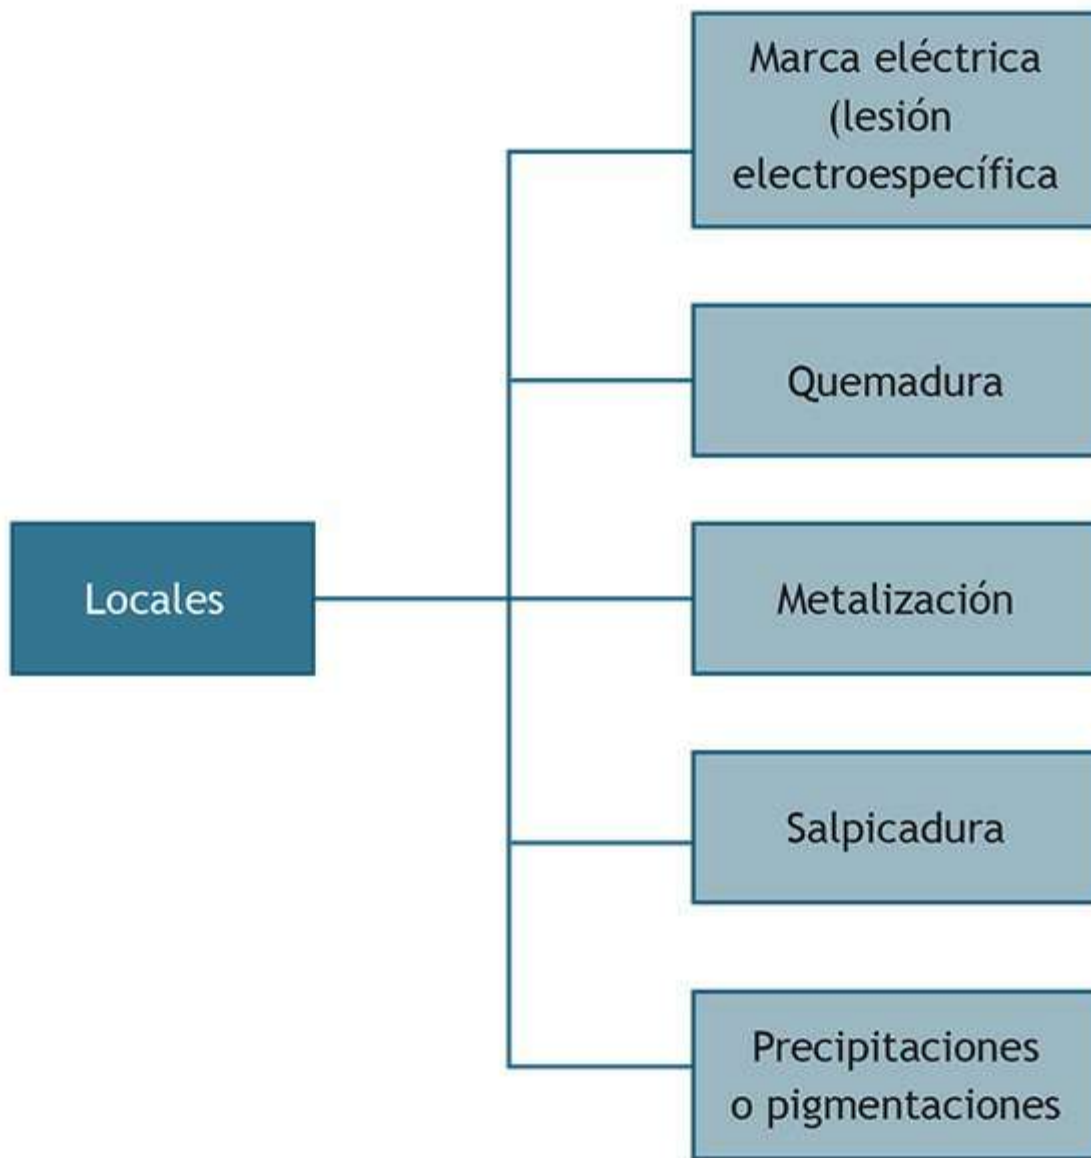 Marca eléctrica
(lesión
electroespecífica
Quemadura
Locales
Metalización
Salpicadura
Precipitaciones
o pigmentaciones